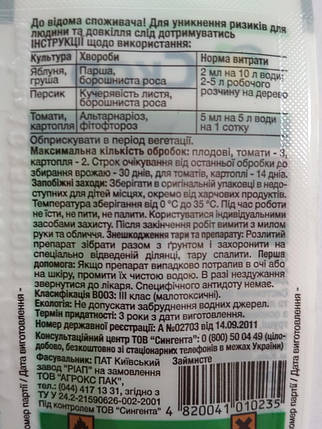 До відома споживача! Для уникнення ризиків для
людини та довкілля слід дотримуватись
ІНСТРУКЦІЇ щодо використання:
Культура Хвороби Норма витрати
Яблуня, груша Парша, борошниста роса 2 мл на 10 л води; 2-5 л робочого розчину на дерево
Персик Кучерявість листя, борошниста роса
Томати, картопля Альтернаріоз, фітофтороз 5 мл на 5 л води на 1 сотку
Обприскувати в період вегетації.
Максимальна кількість обробок: плодові, томати - 3,
картопля - 2. Строк очікування від останньої обробки до
збирання врожаю - 30 днів, для томатів, картоплі - 14 днів.
Запобіжні заходи: Зберігати в оригінальній упаковці в недо-
ступних для дітей місцях, окремо від харчових продуктів.
Температура зберігання від 0 °С до 35 °С. Під час роботи
не їсти, не пити, не палити. Користуватися індивідуальними
засобами захисту. Після закінчення робіт вимити з милом
руки та обличчя. Знешкодження тари та препарату: Розлитий
препарат зібрати разом з ґрунтом і захоронити на
спеціально відведеній ділянці, тару спалити. Перша
допомога: Якщо препарат випадково потрапив в очі або
на шкіру, промити їх чистою водою. В разі нездужання
звернутися до лікаря. Специфічного антидоту немає.
Класифікація ВООЗ: III клас (малотоксичні).
Екологія: Не допускати забруднення водних джерел.
Термін придатності: 3 роки з дати виготовлення
Номер державної реєстрації: А №02703 від 14.09.2011
Консультаційний центр ТОВ "Сингента": 0 (800) 50 04 49 (ціло-
добово, безкоштовно зі стаціонарних телефонів в межах України)
Фасувальник: ПАТ Київський
завод "РІАП" на замовлення
ТОВ "АГРОКС ПАК",
тел.: (044) 417 13 31, згідно з
ТУ У 24.2-21590626-002-2001
Під контролем ТОВ "Сингента"
Займисте
4 820041 010235
Номер партії / Дата виготовлення